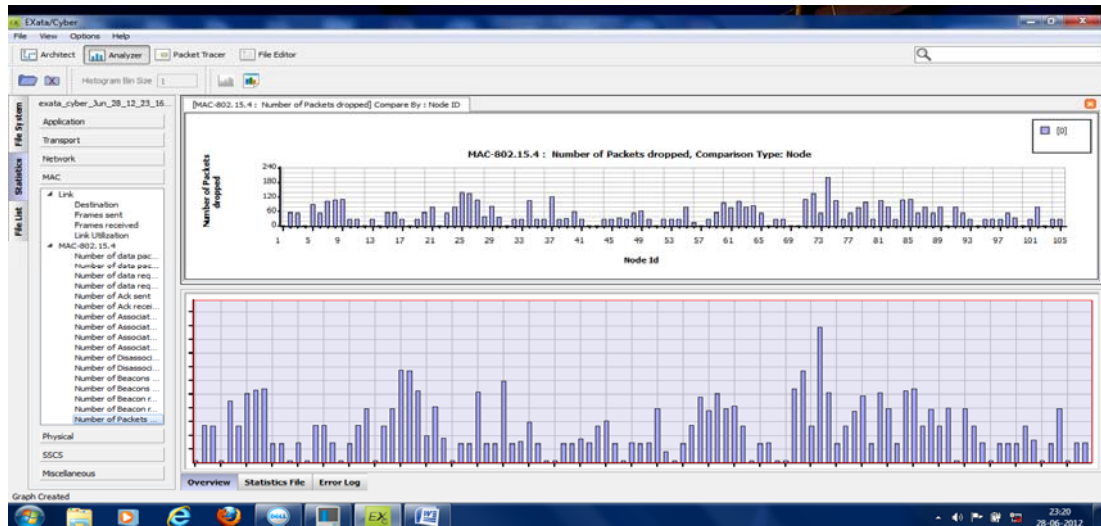 EXata/Cyber
File View Options Help
Architect Analyzer Packet Tracer File Editor
Histogram Bin Size 1
File System
Statistics
File List
exata_cyber_Jun_28_12_23_16...
Application
Transport
Network
MAC
Link
Destination
Frames sent
Frames received
Link Utilization
MAC-802.15.4
Number of data pac...
Number of data pac...
Number of data req...
Number of data req...
Number of Ack sent
Number of Ack recei...
Number of Associat...
Number of Associat...
Number of Associat...
Number of Associat...
Number of Disassoci...
Number of Disassoci...
Number of Beacons ...
Number of Beacons ...
Number of Beacon r...
Number of Beacon r...
Number of Packets ...
Physical
SSCS
Miscellaneous
Graph Created
[MAC-802.15.4 : Number of Packets dropped] Compare By : Node ID
[0]
MAC-802.15.4 : Number of Packets dropped, Comparison Type: Node
Number of Packets dropped
240
180
120
60
0
1 5 9 13 17 21 25 29 33 37 41 45 49 53 57 61 65 69 73 77 81 85 89 93 97 101 105
Node Id
Overview Statistics File Error Log
DELL
EX
23:20
28-06-2012